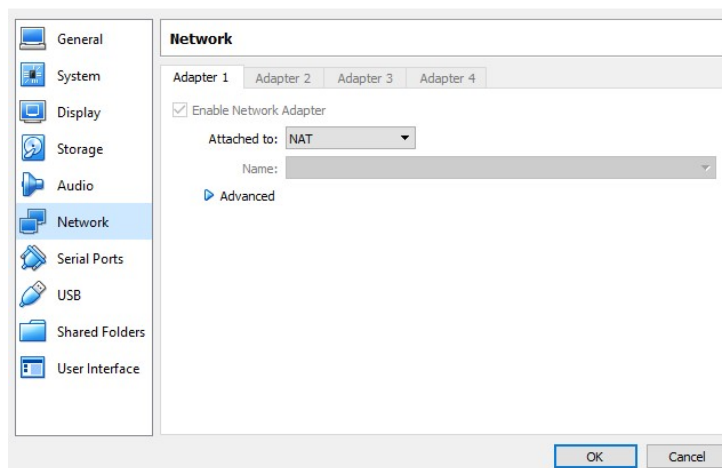 General
System
Display
Storage
Audio
Network
Serial Ports
USB
Shared Folders
User Interface
Network
Adapter 1 Adapter 2 Adapter 3 Adapter 4
Enable Network Adapter
Attached to: NAT
Name:
Advanced
OK Cancel